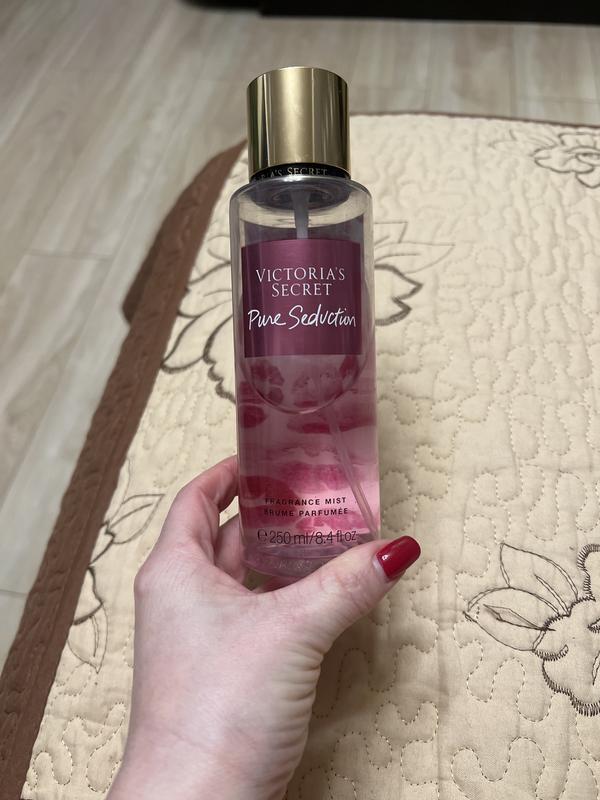 VICTORIA'S
SECRET
Pure Seduction
FRAGRANCE MIST
BRUME PARFUMÉE
℮ 250 ml/8.4 fl oz